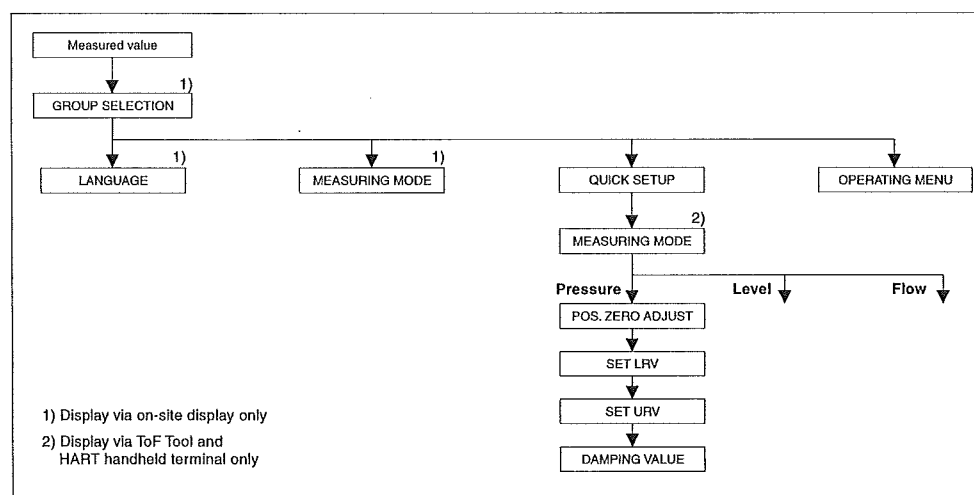 Measured value
1)
GROUP SELECTION
1)
1)
LANGUAGE
MEASURING MODE
QUICK SETUP
OPERATING MENU
2)
MEASURING MODE
Pressure
Level
Flow
POS. ZERO ADJUST
SET LRV
SET URV
DAMPING VALUE
1) Display via on-site display only
2) Display via ToF Tool and
HART handheld terminal only